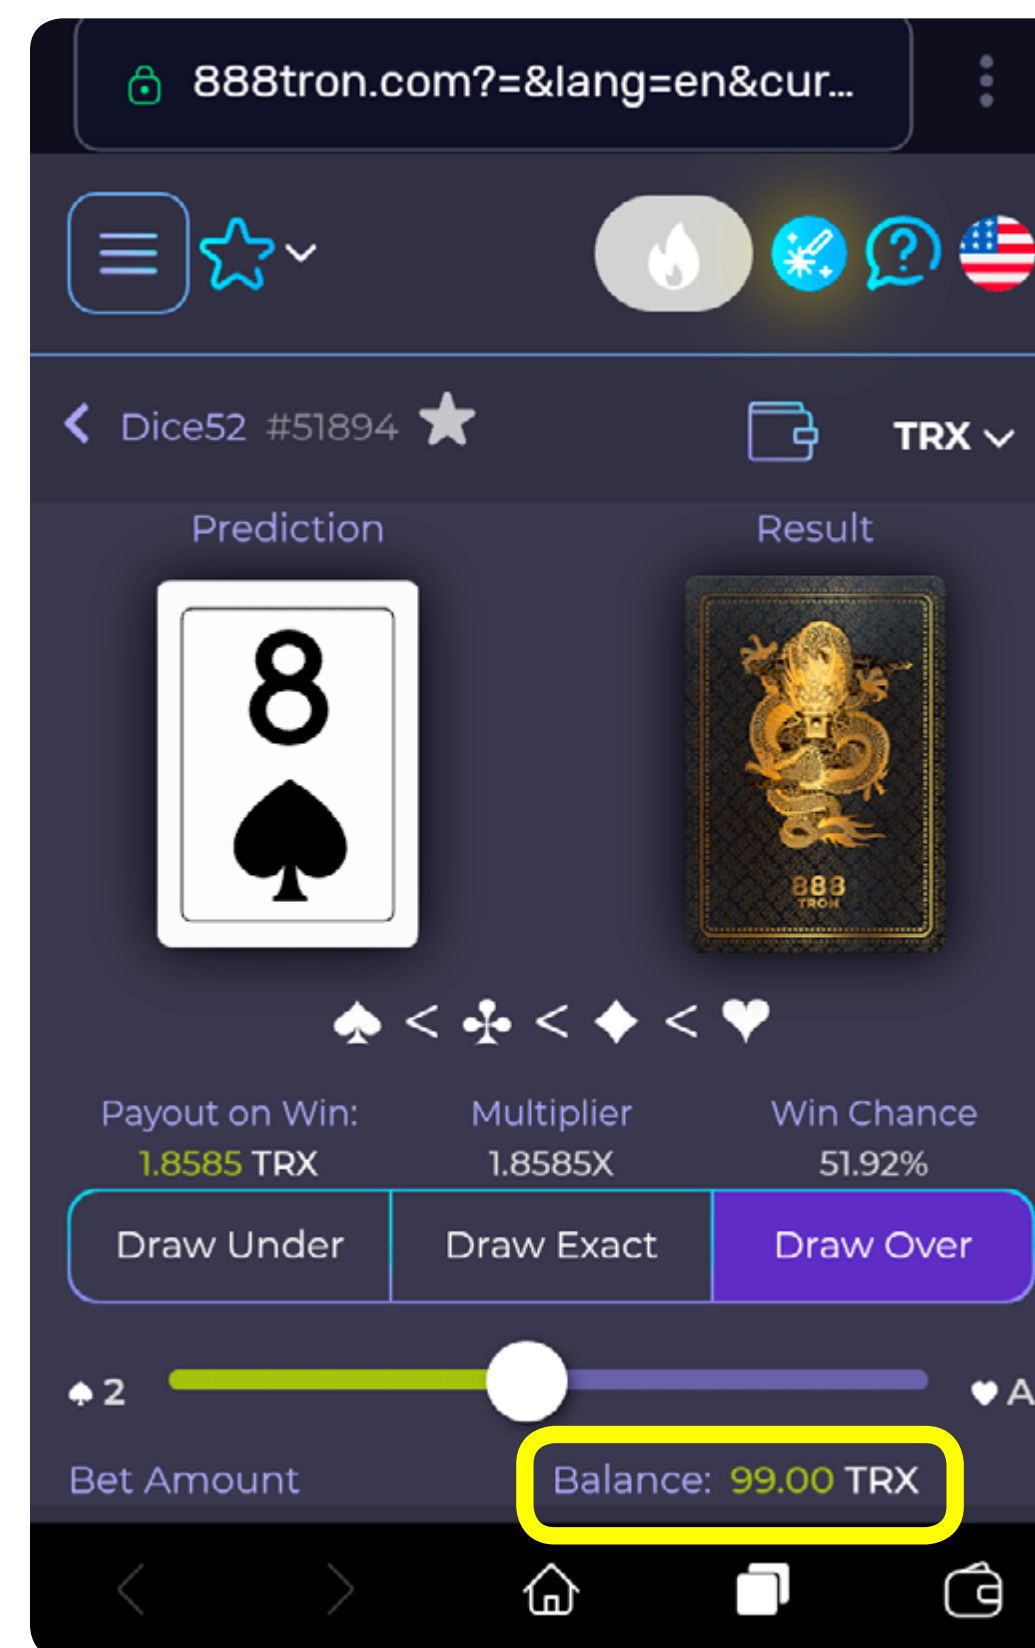 888tron.com?=&lang=en&cur...
Dice52 #51894 TRX
Prediction Result
8
888
TRON
< < <
Payout on Win: Multiplier Win Chance
1.8585 TRX 1.8585X 51.92%
Draw Under Draw Exact Draw Over
♠ 2 ♥ A
Bet Amount Balance: 99.00 TRX